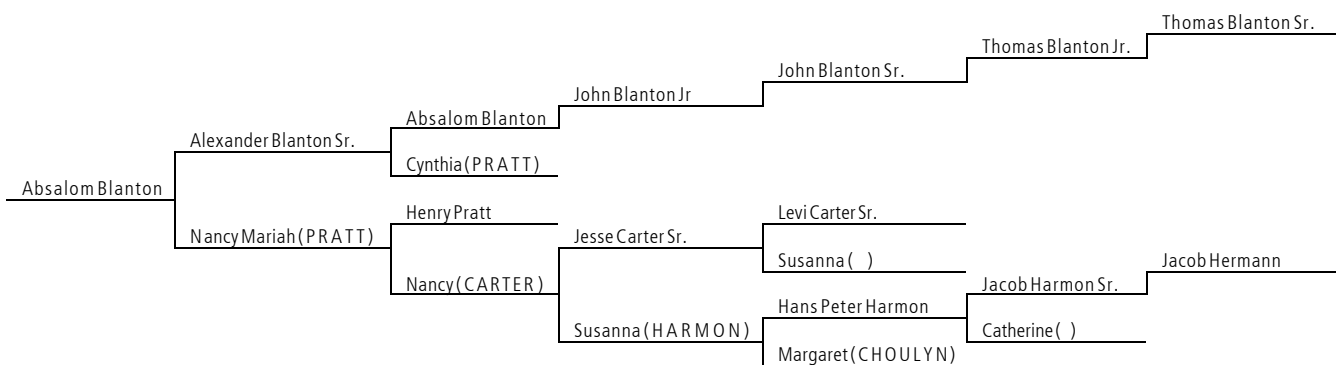 Thomas Blanton Sr.
Thomas Blanton Jr.
John Blanton Sr.
John Blanton Jr
Absalom Blanton
Alexander Blanton Sr.
Cynthia (PRATT)
Absalom Blanton
Henry Pratt
Levi Carter Sr.
Nancy Mariah (PRATT)
Jesse Carter Sr.
Susanna ( )
Jacob Hermann
Nancy (CARTER)
Jacob Harmon Sr.
Hans Peter Harmon
Susanna (HARMON)
Catherine ( )
Margaret (CHOULYN)